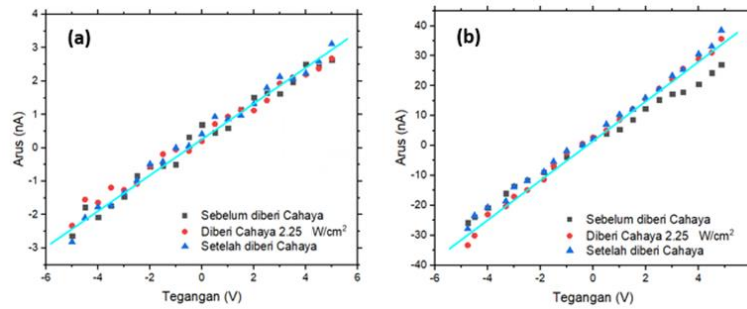 (a)
Arus (nA)
4
3
2
1
0
-1
-2
-3
-6 -4 -2 0 2 4 6
Tegangan (V)
Sebelum diberi Cahaya
Diberi Cahaya 2.25 W/cm²
Setelah diberi Cahaya
(b)
Arus (nA)
40
30
20
10
0
-10
-20
-30
-40
-6 -4 -2 0 2 4 6
Tegangan (V)
Sebelum diberi Cahaya
Diberi Cahaya 2.25 W/cm²
Setelah diberi Cahaya